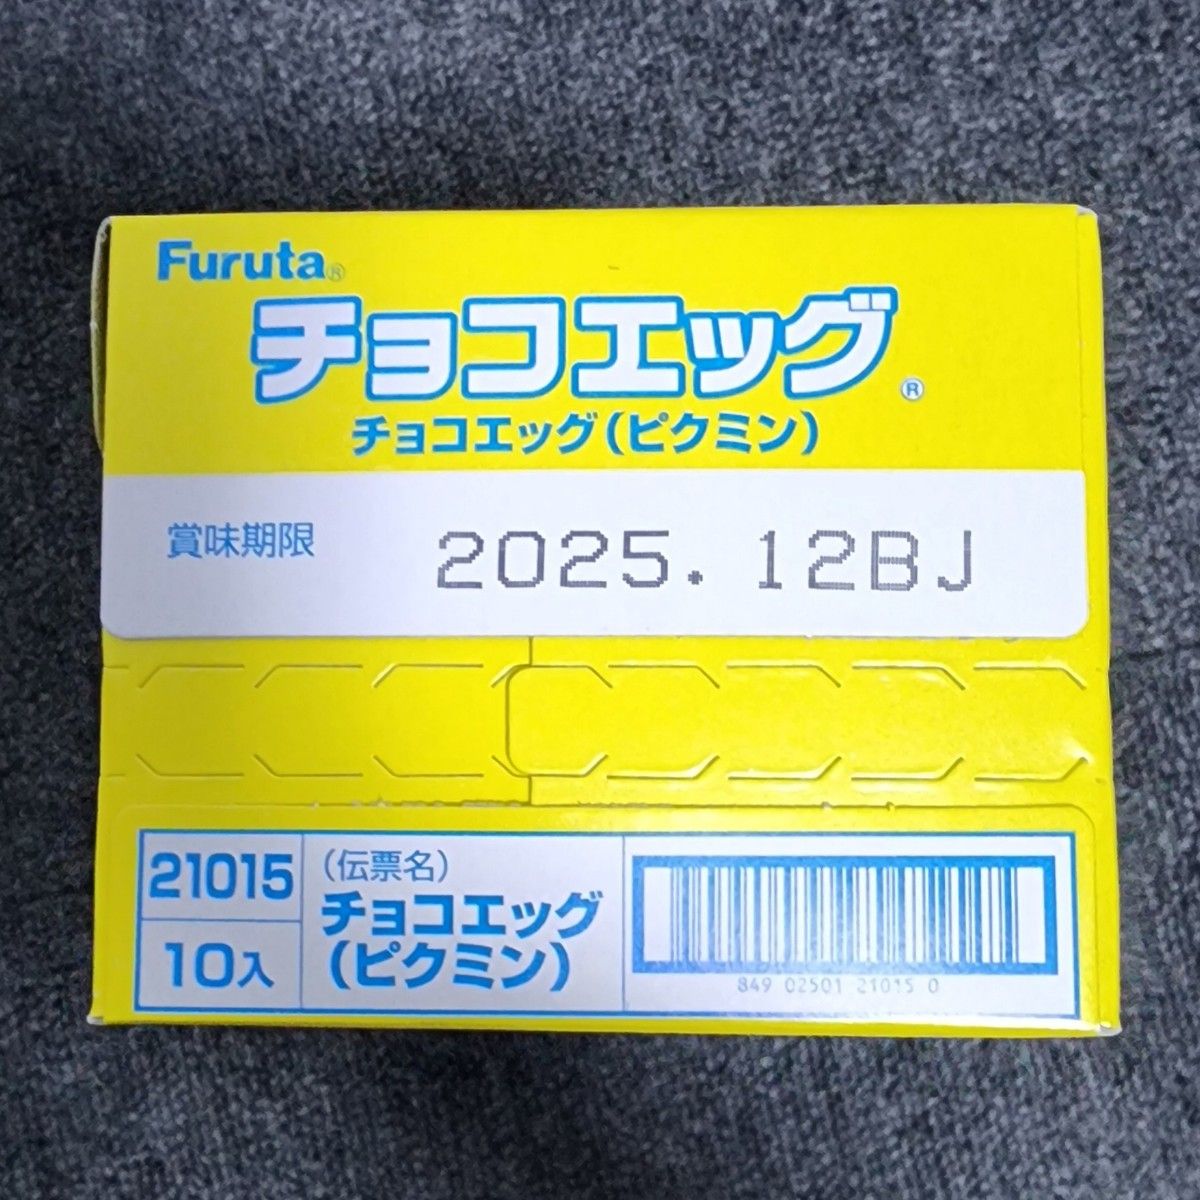 Furuta®
チョコエッグ®
チョコエッグ(ピクミン)
賞味期限 2025.12BJ
21015
10入
(伝票名)
チョコエッグ
(ピクミン)
849 02501 21015 0